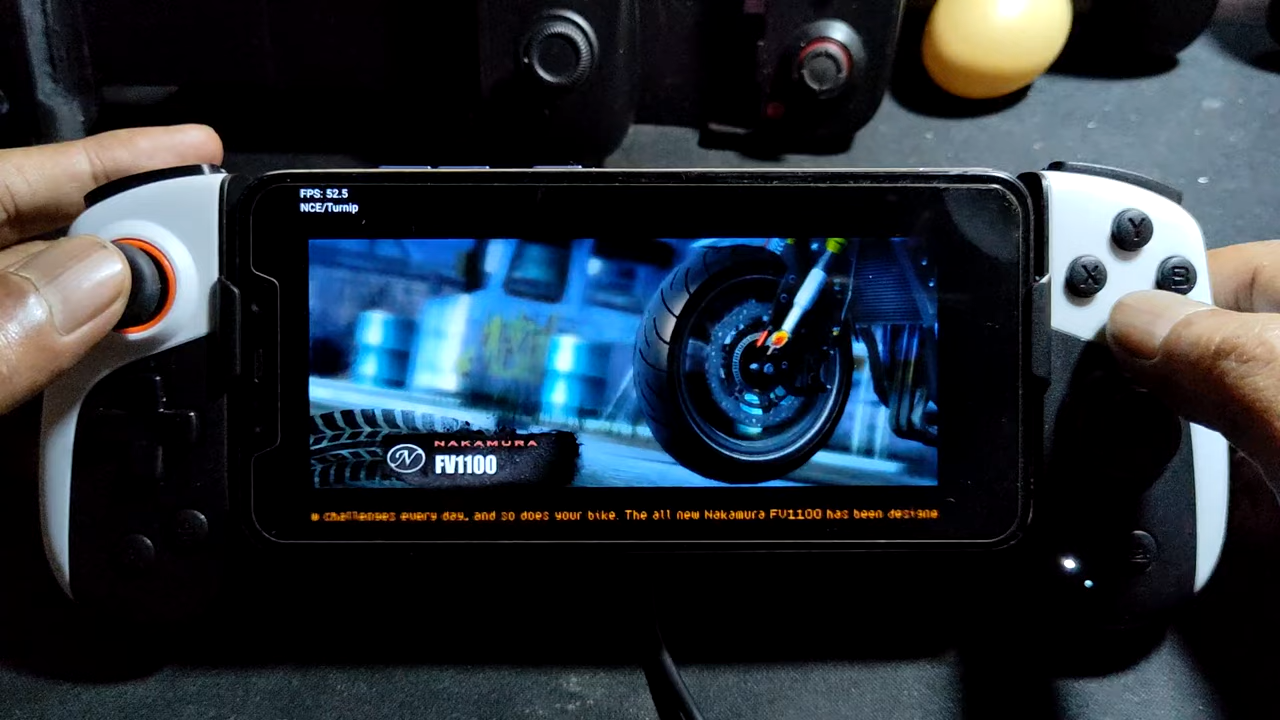 FPS: 52.5
NCE/Turnip
Y
X
B
N
NAKAMURA
FV1100
challenges every day, and so does your bike. The all new Nakamura FV1100 has been designe